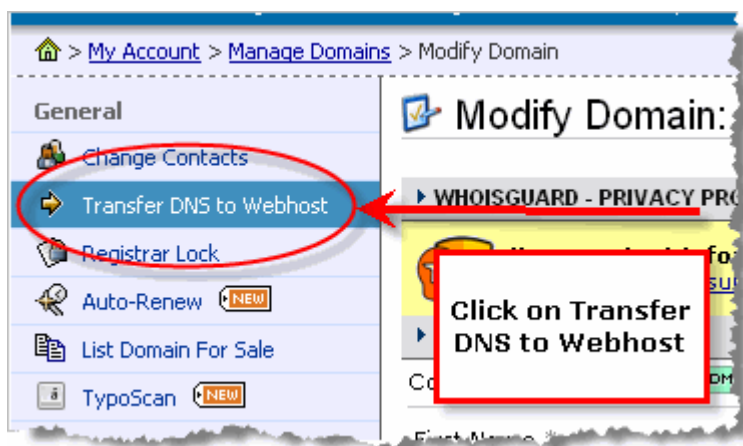 > My Account > Manage Domains > Modify Domain
General
Change Contacts
Transfer DNS to Webhost
Registrar Lock
Auto-Renew NEW
List Domain For Sale
TypoScan NEW
Modify Domain:
WHOISGUARD - PRIVACY
Click on Transfer
DNS to Webhost